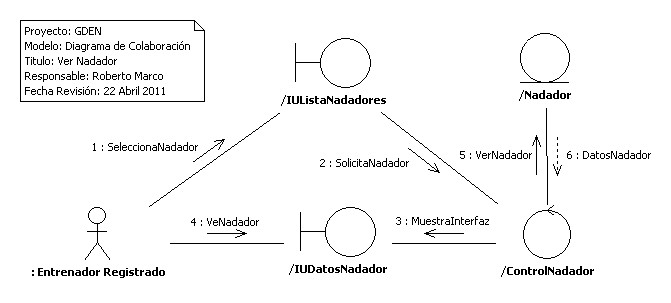 Proyecto: GDEN
Modelo: Diagrama de Colaboración
Titulo: Ver Nadador
Responsable: Roberto Marco
Fecha Revisión: 22 Abril 2011
/IUListaNadadores
/Nadador
1 : SeleccionaNadador
2 : SolicitaNadador
5 : VerNadador
6 : DatosNadador
4 : VeNadador
3 : MuestraInterfaz
: Entrenador Registrado
/IUDatosNadador
/ControlNadador